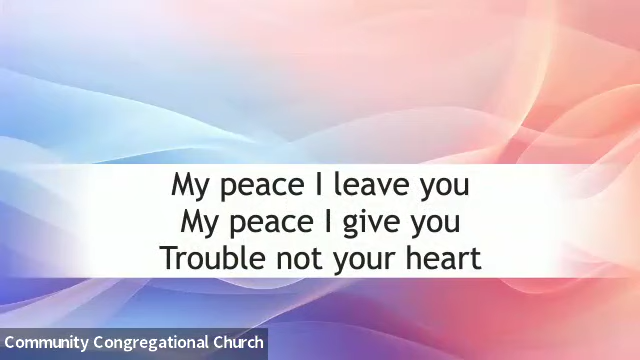 My peace I leave you
My peace I give you
Trouble not your heart
Community Congregational Church